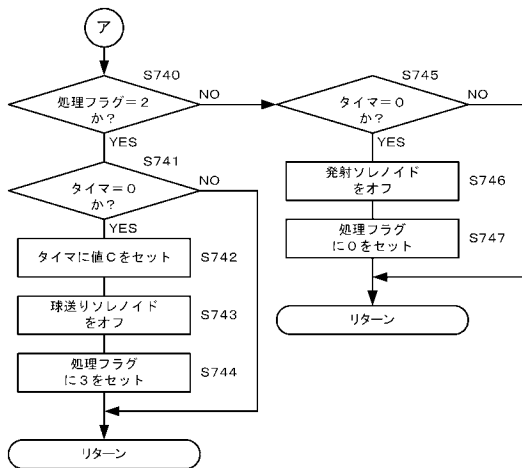 ア
S740
処理フラグ=2
か?
NO
YES
S741
タイマ=0
か?
NO
YES
タイマに値Cをセット
S742
球送りソレノイド
をオフ
S743
処理フラグ
に3をセット
S744
リターン
S745
タイマ=0
か?
NO
YES
発射ソレノイド
をオフ
S746
処理フラグ
に0をセット
S747
リターン